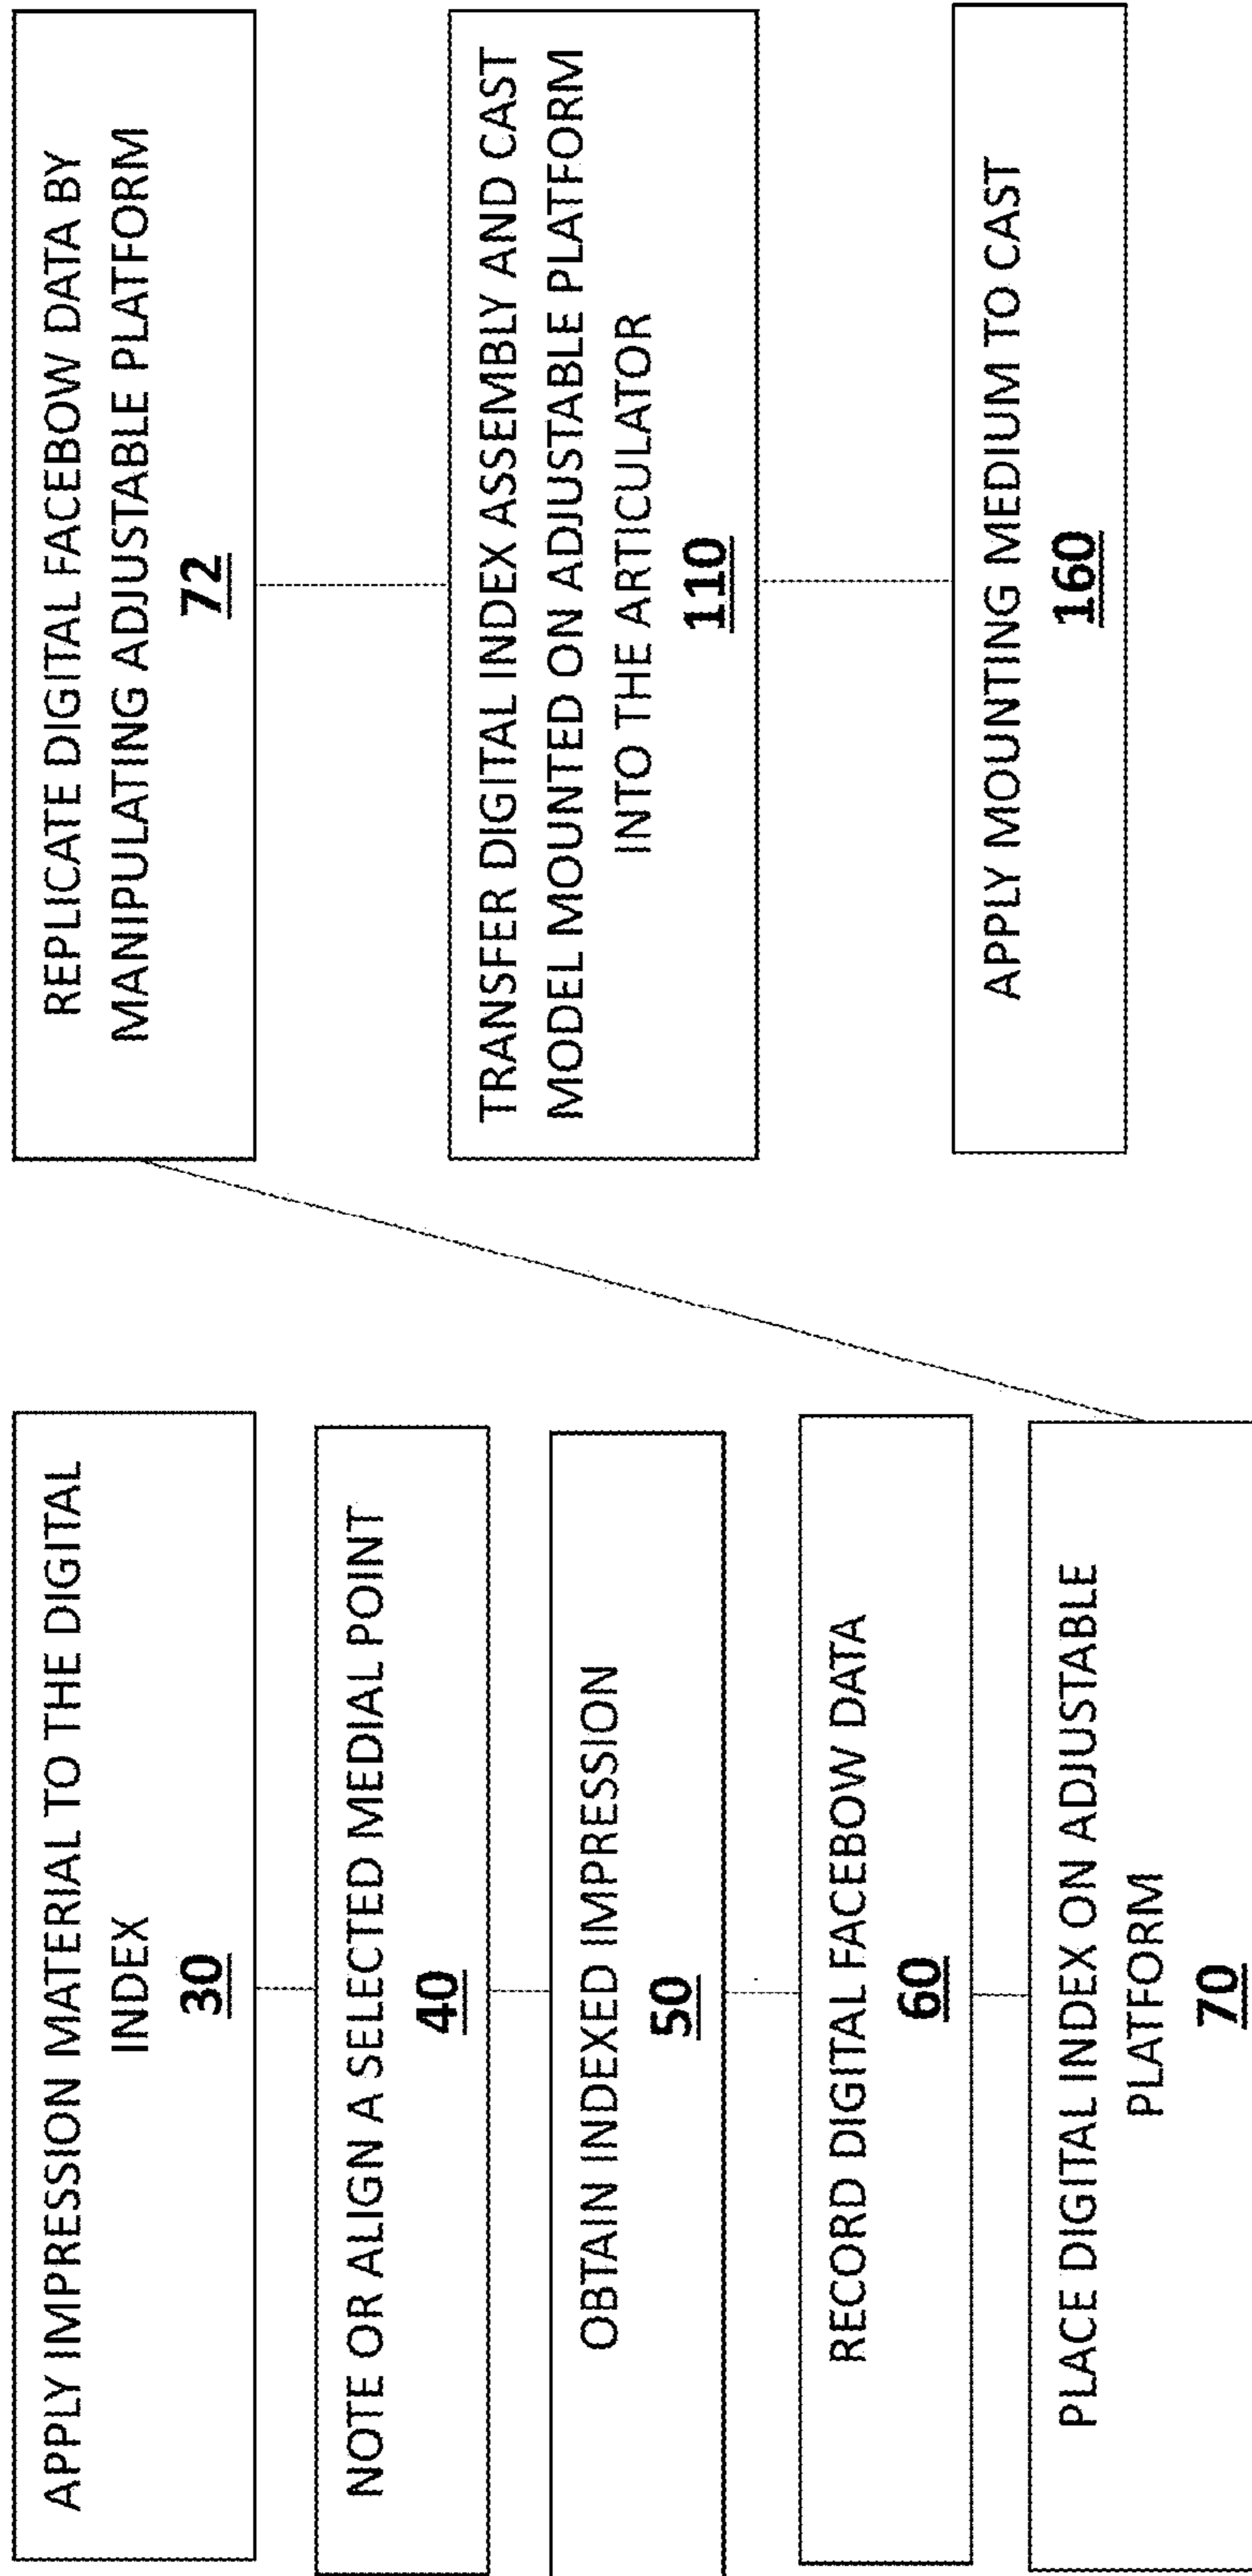 APPLY IMPRESSION MATERIAL TO THE DIGITAL
INDEX
30
NOTE OR ALIGN A SELECTED MEDIAL POINT
40
OBTAIN INDEXED IMPRESSION
50
RECORD DIGITAL FACEBOW DATA
60
PLACE DIGITAL INDEX ON ADJUSTABLE
PLATFORM
70
REPLICATE DIGITAL FACEBOW DATA BY
MANIPULATING ADJUSTABLE PLATFORM
72
TRANSFER DIGITAL INDEX ASSEMBLY AND CAST
MODEL MOUNTED ON ADJUSTABLE PLATFORM
INTO THE ARTICULATOR
110
APPLY MOUNTING MEDIUM TO CAST
160